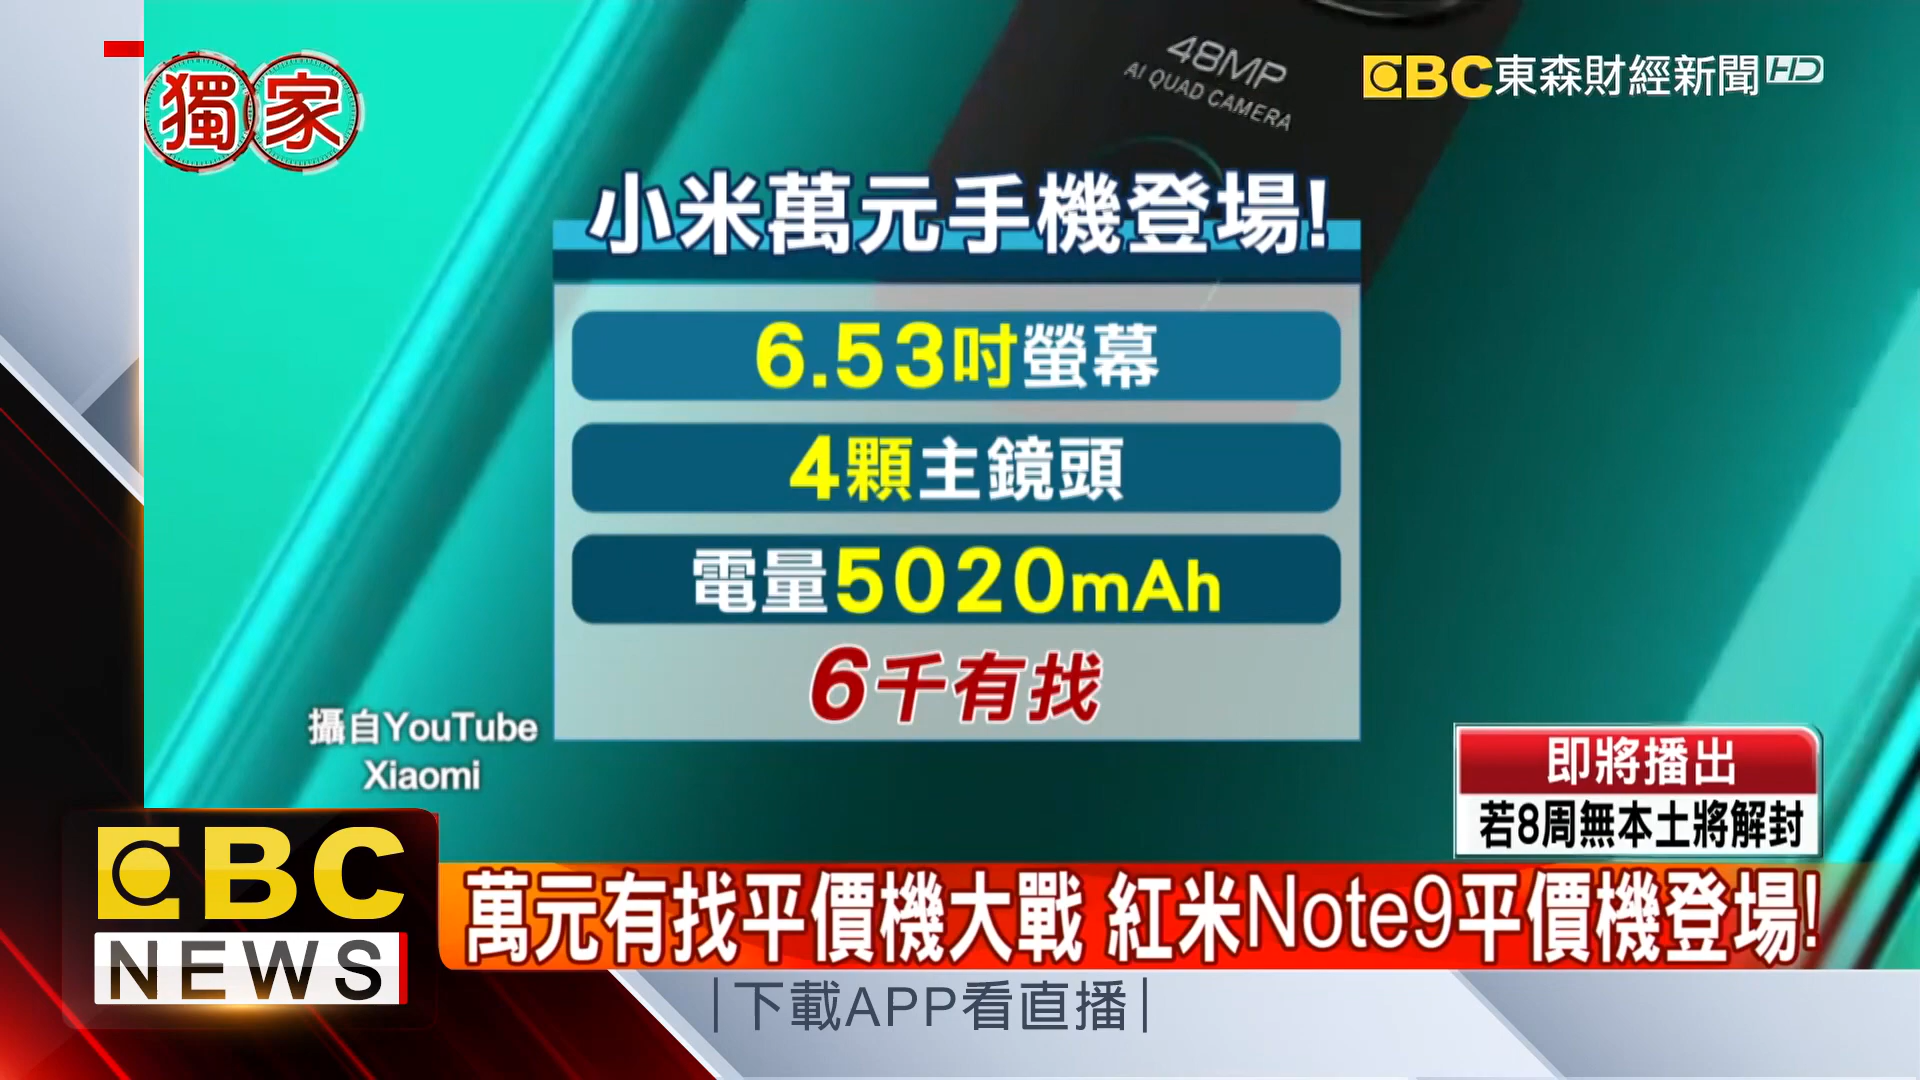 獨家
48MP
AI QUAD CAMERA
EBC東森財經新聞HD
小米萬元手機登場!
6.53吋螢幕
4顆主鏡頭
電量5020mAh
6千有找
攝自YouTube
Xiaomi
即將播出
若8周無本土將解封
EBC
NEWS
萬元有找平價機大戰 紅米Note9平價機登場!
|下載APP看直播|